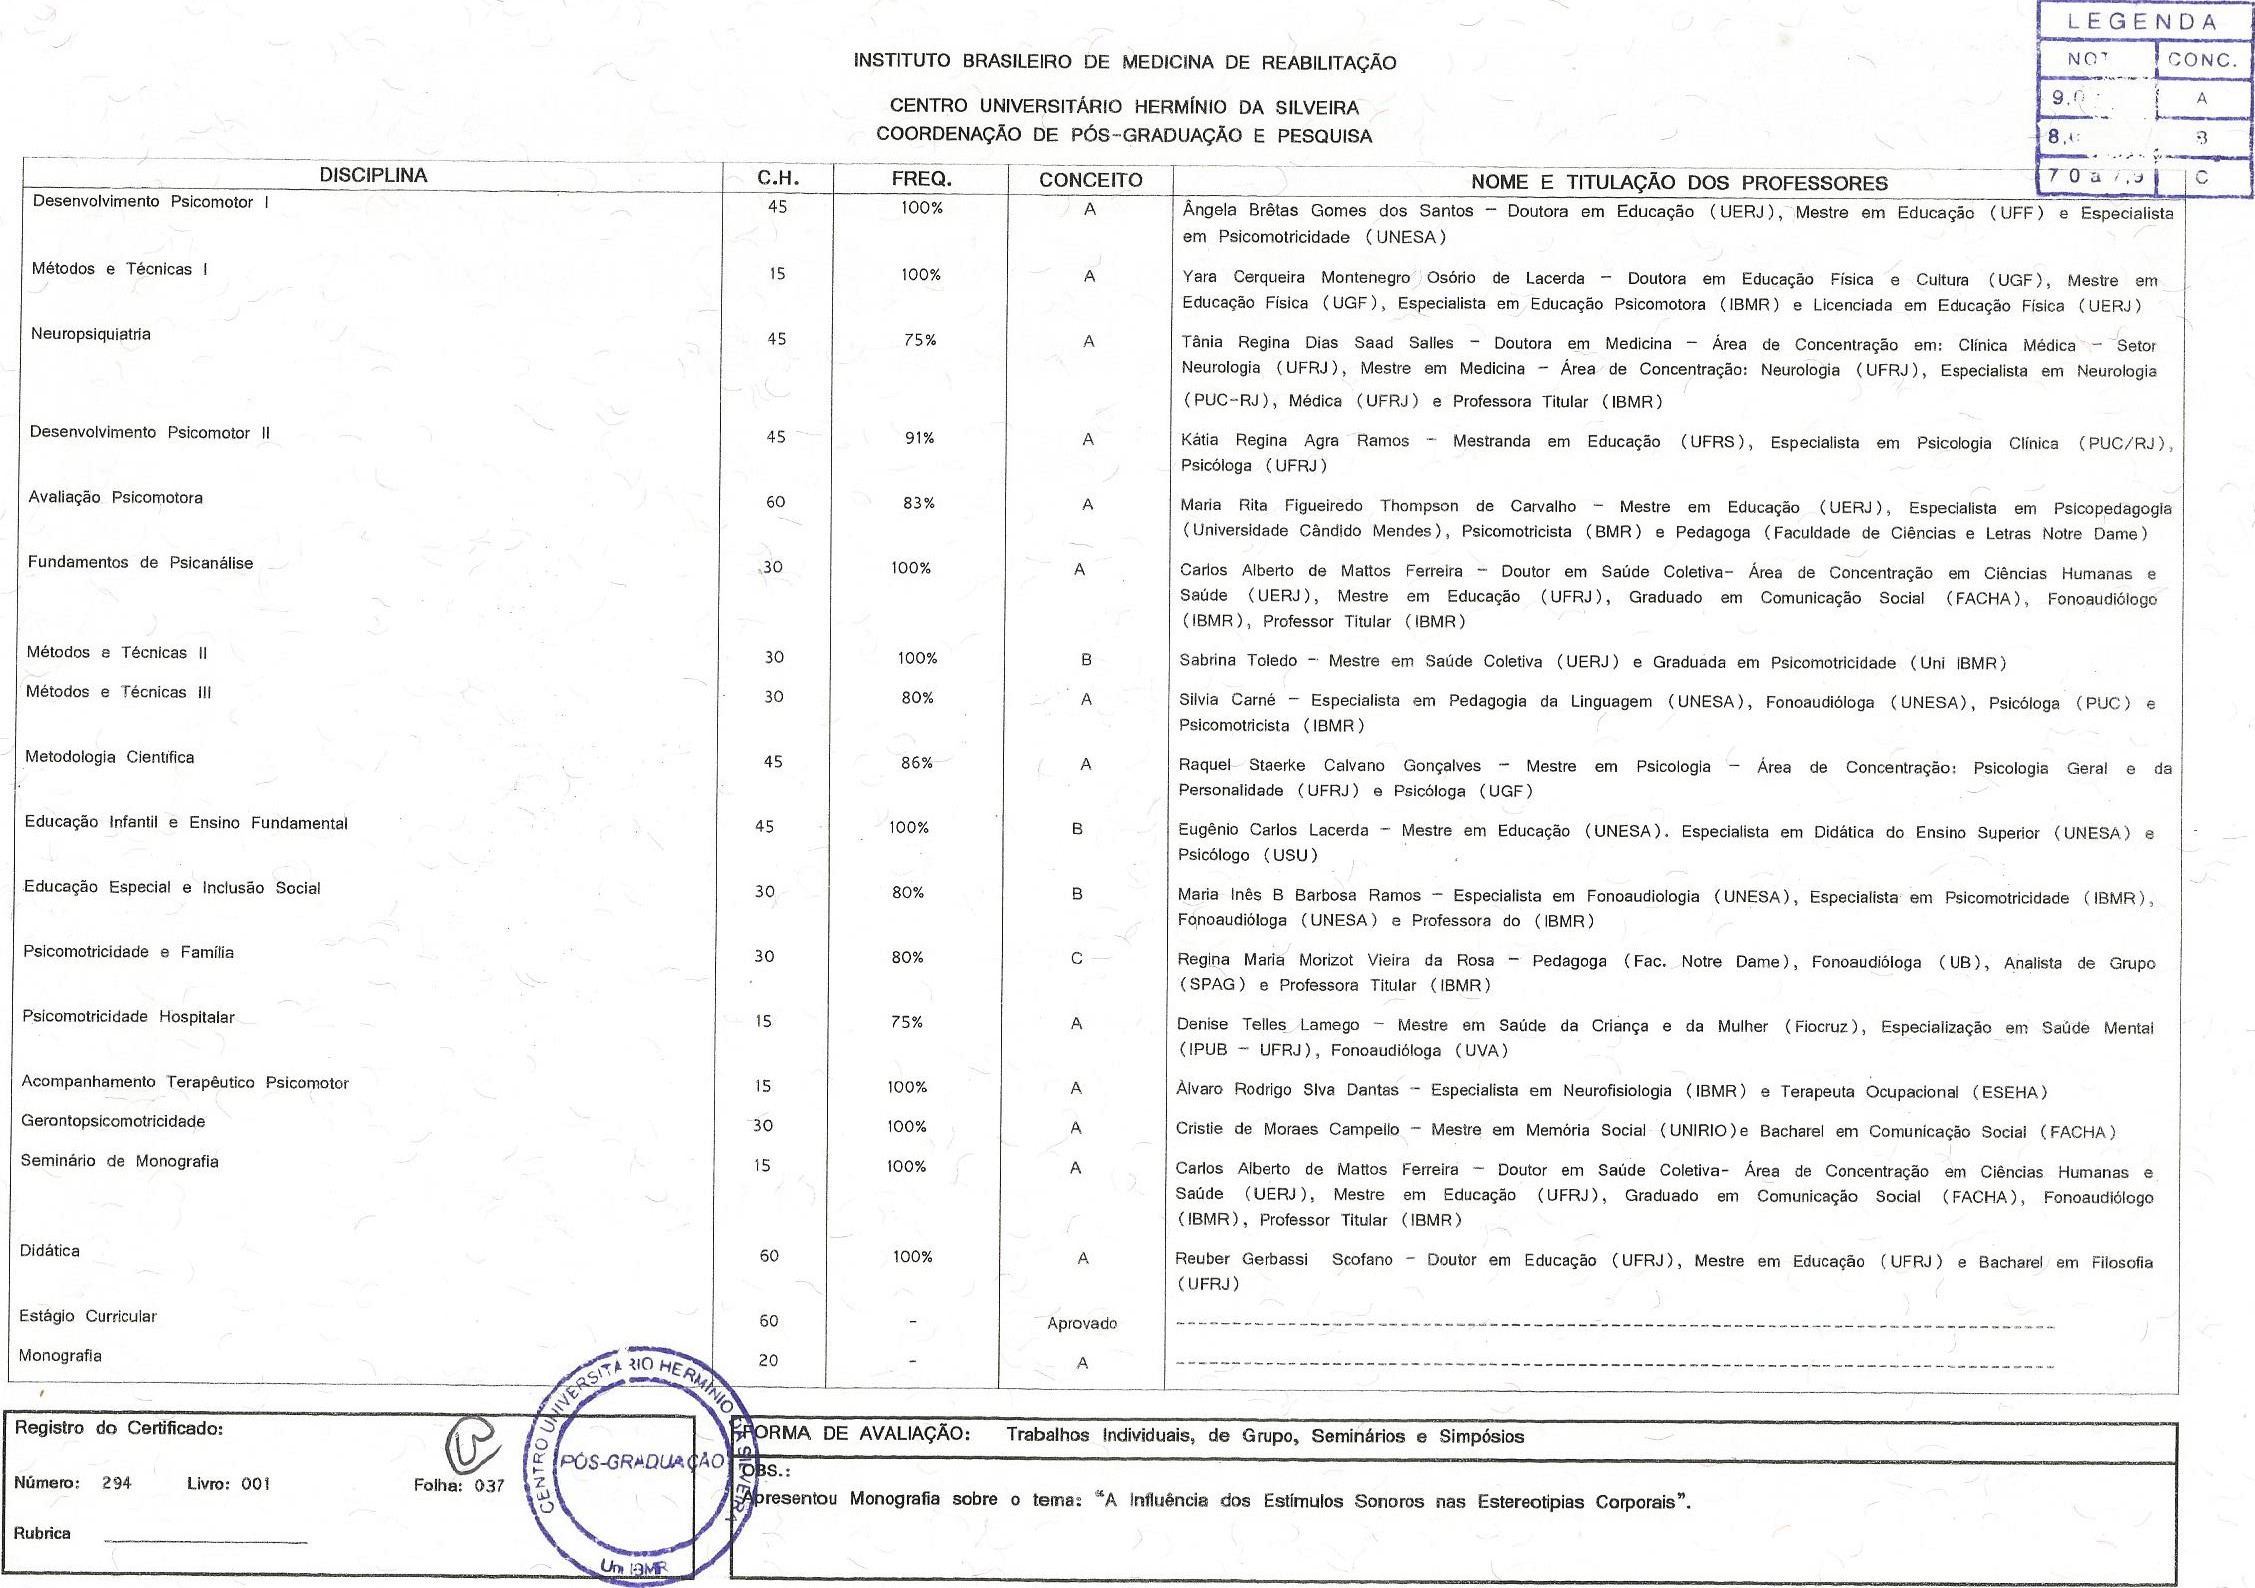 LEGENDA
CONC.
A
C
INSTITUTO BRASILEIRO DE MEDICINA DE REABILITAÇÃO
CENTRO UNIVERSITÁRIO HERMÍNIO DA SILVEIRA
COORDENAÇÃO DE PÓS-GRADUAÇÃO E PESQUISA
DISCIPLINA C.H. FREQ. CONCEITO NOME E TITULAÇÃO DOS PROFESSORES
Desenvolvimento Psicomotor I 45 100% A Ângela Brêtas Gomes dos Santos – Doutora em Educação (UERJ), Mestre em Educação (UFF) e Especialista
em Psicomotricidade (UNESA)
Métodos e Técnicas I 15 100% A Yara Cerqueira Montenegro Osório de Lacerda – Doutora em Educação Física e Cultura (UGF), Mestre em
Educação Física (UGF), Especialista em Educação Psicomotora (IBMR) e Licenciada em Educação Física (UERJ)
Neuropsiquiatria 45 75% A Tânia Regina Dias Saad Salles – Doutora em Medicina – Área de Concentração em: Clínica Médica – Setor
Neurologia (UFRJ), Mestre em Medicina – Área de Concentração: Neurologia (UFRJ), Especialista em Neurologia
(PUC-RJ), Médica (UFRJ) e Professora Titular (IBMR)
Desenvolvimento Psicomotor II 45 91% A Kátia Regina Agra Ramos – Mestranda em Educação (UFRS), Especialista em Psicologia Clínica (PUC/RJ),
Psicóloga (UFRJ)
Avaliação Psicomotora 60 83% A Maria Rita Figueiredo Thompson de Carvalho – Mestre em Educação (UERJ), Especialista em Psicopedagogia
(Universidade Cândido Mendes), Psicomotricista (BMR) e Pedagoga (Faculdade de Ciências e Letras Notre Dame)
Fundamentos de Psicanálise 30 100% A Carlos Alberto de Mattos Ferreira – Doutor em Saúde Coletiva- Área de Concentração em Ciências Humanas e
Saúde (UERJ), Mestre em Educação (UFRJ), Graduado em Comunicação Social (FACHA), Fonoaudiólogo
(IBMR), Professor Titular (IBMR)
Métodos e Técnicas II 30 100% B Sabrina Toledo – Mestre em Saúde Coletiva (UERJ) e Graduada em Psicomotricidade (Uni IBMR)
Métodos e Técnicas III 30 80% A Silvia Carné – Especialista em Pedagogia da Linguagem (UNESA), Fonoaudióloga (UNESA), Psicóloga (PUC) e
Psicomotricista (IBMR)
Metodologia Científica 45 86% A Raquel Staerke Calvano Gonçalves – Mestre em Psicologia – Área de Concentração: Psicologia Geral e da
Personalidade (UFRJ) e Psicóloga (UGF)
Educação Infantil e Ensino Fundamental 45 100% B Eugênio Carlos Lacerda – Mestre em Educação (UNESA). Especialista em Didática do Ensino Superior (UNESA) e
Psicólogo (USU)
Educação Especial e Inclusão Social 30 80% B Maria Inês B Barbosa Ramos – Especialista em Fonoaudiologia (UNESA), Especialista em Psicomotricidade (IBMR),
Fonoaudióloga (UNESA) e Professora do (IBMR)
Psicomotricidade e Família 30 80% C Regina Maria Morizot Vieira da Rosa – Pedagoga (Fac. Notre Dame), Fonoaudióloga (UB), Analista de Grupo
(SPAG) e Professora Titular (IBMR)
Psicomotricidade Hospitalar 15 75% A Denise Telles Lamego – Mestre em Saúde da Criança e da Mulher (Fiocruz), Especialização em Saúde Mental
(IPUB – UFRJ), Fonoaudióloga (UVA)
Acompanhamento Terapêutico Psicomotor 15 100% A Àlvaro Rodrigo Slva Dantas – Especialista em Neurofisiologia (IBMR) e Terapeuta Ocupacional (ESEHA)
Gerontopsicomotricidade 30 100% A Cristie de Moraes Campello – Mestre em Memória Social (UNIRIO)e Bacharel em Comunicação Social (FACHA)
Seminário de Monografia 15 100% A Carlos Alberto de Mattos Ferreira – Doutor em Saúde Coletiva- Área de Concentração em Ciências Humanas e
Saúde (UERJ), Mestre em Educação (UFRJ), Graduado em Comunicação Social (FACHA), Fonoaudiólogo
(IBMR), Professor Titular (IBMR)
Didática 60 100% A Reuber Gerbassi Scofano – Doutor em Educação (UFRJ), Mestre em Educação (UFRJ) e Bacharel em Filosofia
(UFRJ)
Estágio Curricular 60 – Aprovado
Monografia 20 – A
Registro do Certificado:
Número: 294 Livro: 001 Folha: 037
Rubrica
CENTRO UNIVERSITARIO HERMÍNIO DA SILVEIRA
PÓS-GRADUAÇÃO
Uni IBMR
FORMA DE AVALIAÇÃO: Trabalhos Individuais, de Grupo, Seminários e Simpósios
OBS.:
Apresentou Monografia sobre o tema: “A Influência dos Estímulos Sonoros nas Estereotipias Corporais”.